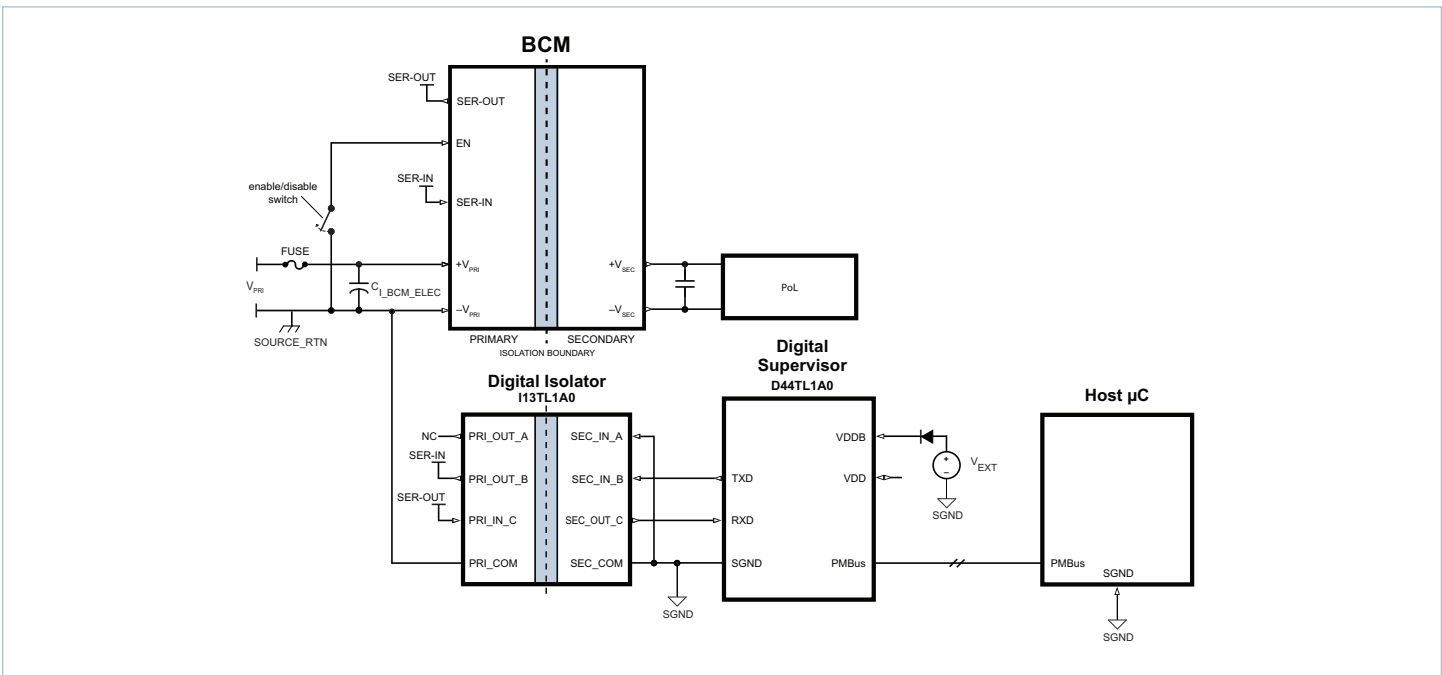 BCM
SER-OUT
SER-OUT
EN
SER-IN
SER-IN
enable/disable
switch
FUSE
+VPRI
VPRI
CI_BCM_ELEC
–VPRI
SOURCE_RTN
+VSEC
–VSEC
PoL
PRIMARY SECONDARY
ISOLATION BOUNDARY
Digital Isolator
I13TL1A0
NC
PRI_OUT_A
SER-IN
PRI_OUT_B
SER-OUT
PRI_IN_C
PRI_COM
SEC_IN_A
SEC_IN_B
SEC_OUT_C
SEC_COM
SGND
Digital
Supervisor
D44TL1A0
TXD
RXD
SGND
VDDB
VDD
PMBus
+
–
VEXT
SGND
Host µC
PMBus
SGND
SGND